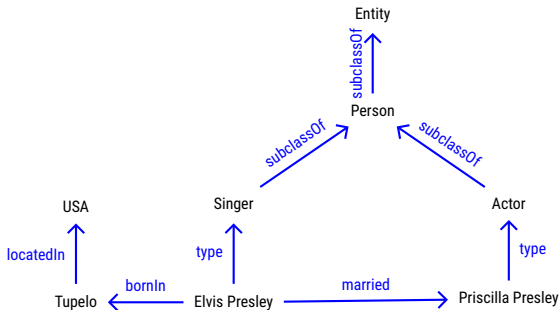 Entity
subclassOf
Person
subclassOf
subclassOf
USA
Singer
Actor
locatedIn
type
type
bornIn
married
Tupelo
Elvis Presley
Priscilla Presley